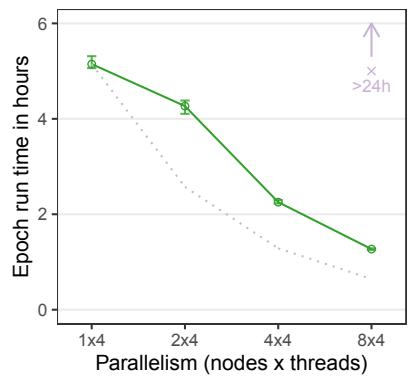 Epoch run time in hours
6
4
2
0
×
>24h
1x4
2x4
4x4
8x4
Parallelism (nodes x threads)